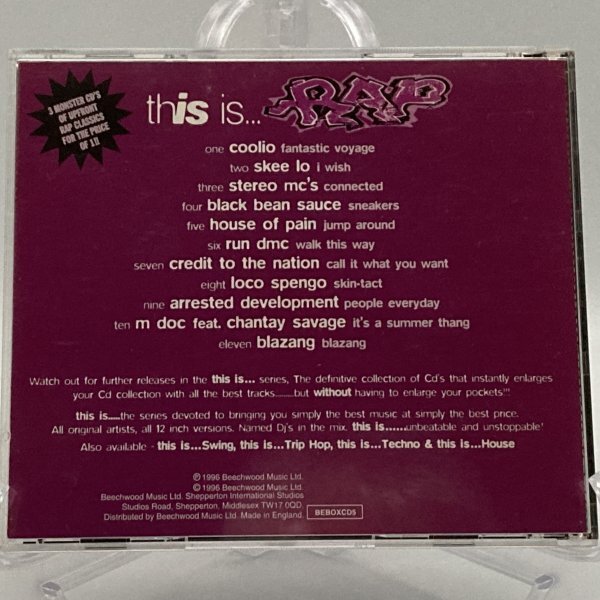 3 MONSTER CD'S
OF UPFRONT
RAP CLASSICS
FOR THE PRICE
OF 1!!
this is... RAP
one coolio fantastic voyage
two skee lo i wish
three stereo mc's connected
four black bean sauce sneakers
five house of pain jump around
six run dmc walk this way
seven credit to the nation call it what you want
eight loco spengo skin-tact
nine arrested development people everyday
ten m doc feat. chantay savage it's a summer thang
eleven blazang blazang
Watch out for further releases in the this is... series, The definitive collection of Cd's that instantly enlarges
your Cd collection with all the best tracks.........but without having to enlarge your pockets'''
this is.....the series devoted to bringing you simply the best music at simply the best price.
All original artists, all 12 inch versions. Named Dj's in the mix. this is......unbeatable and unstoppable!
Also available - this is...Swing, this is...Trip Hop, this is...Techno & this is...House
℗ 1996 Beechwood Music Ltd.
© 1996 Beechwood Music Ltd.
Beechwood Music Ltd. Shepperton International Studios
Studios Road, Shepperton, Middlesex TW17 0QD.
Distributed by Beechwood Music Ltd. Made in England. BEBOXCD5